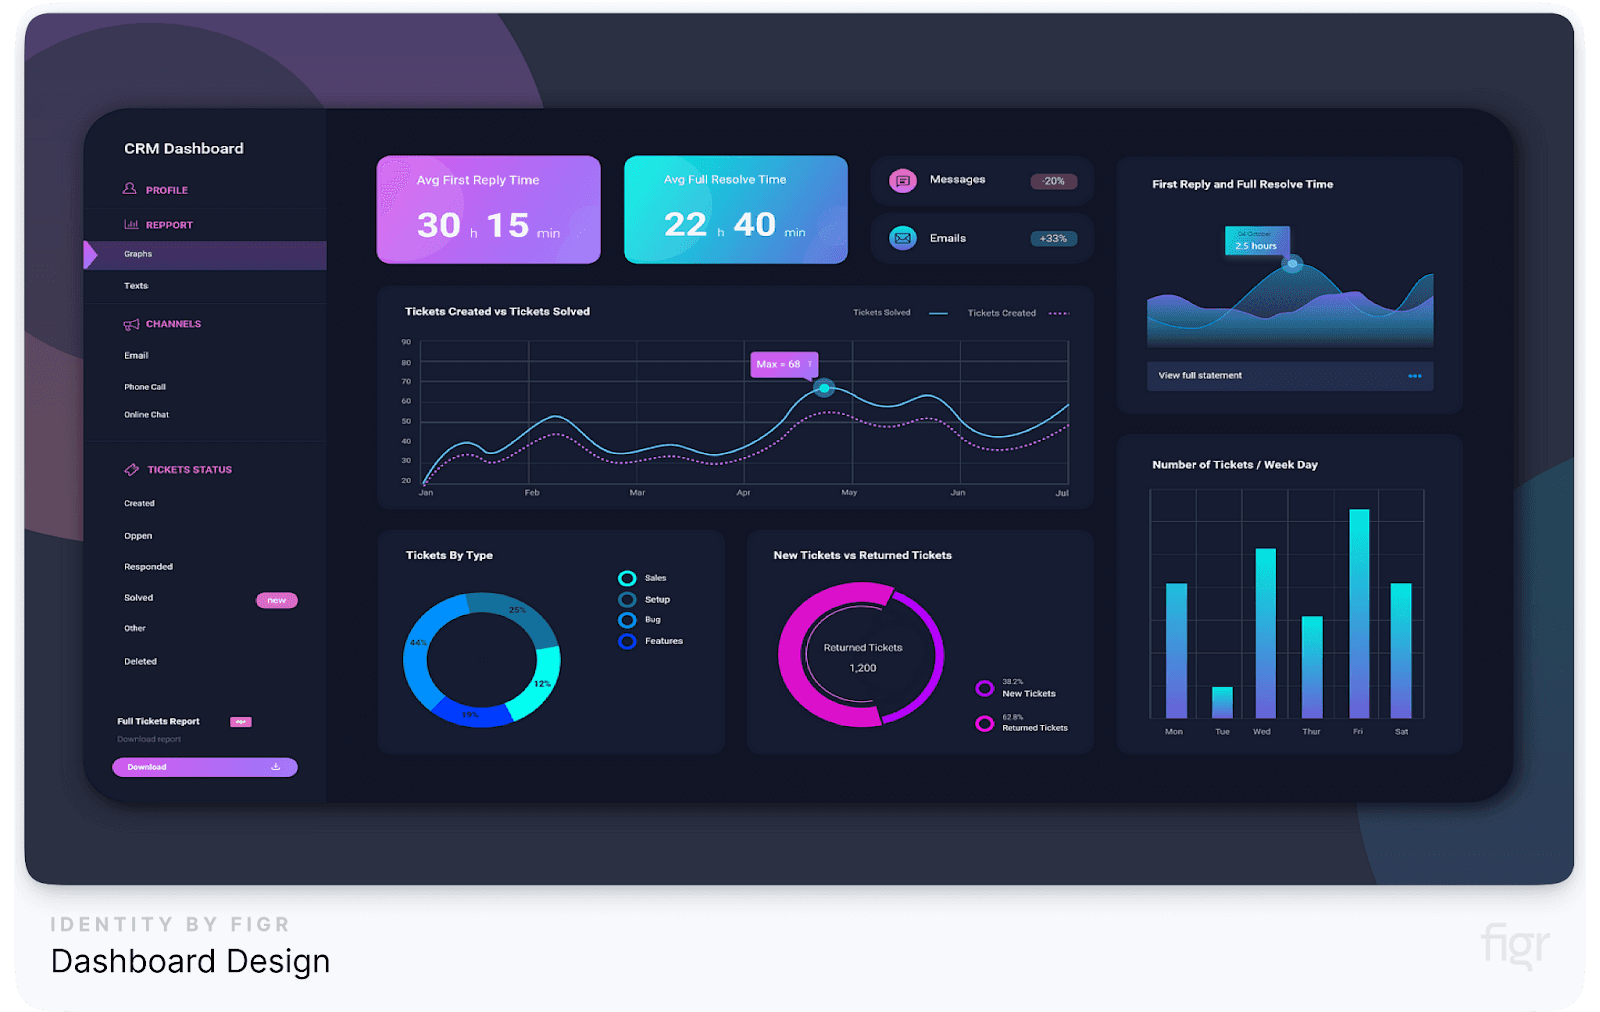 CRM Dashboard
PROFILE
REPPORT
Graphs
Texts
CHANNELS
Email
Phone Call
Online Chat
TICKETS STATUS
Created
Oppen
Responded
Solved
new
Other
Deleted
Full Tickets Report
Download report
Download
Avg First Reply Time
30 h 15 min
Avg Full Resolve Time
22 h 40 min
Messages
-20%
Emails
+33%
Tickets Created vs Tickets Solved
Tickets Solved
Tickets Created
90
80
70
60
50
40
30
20
Max = 68
Jan
Feb
Mar
Apr
May
Jun
Jul
Tickets By Type
25%
44%
12%
19%
Sales
Setup
Bug
Features
New Tickets vs Returned Tickets
Returned Tickets
1,200
38.2%
New Tickets
62.8%
Returned Tickets
First Reply and Full Resolve Time
October
2.5 hours
View full statement
Number of Tickets / Week Day
Mon
Tue
Wed
Thur
Fri
Sat
IDENTITY BY FIGR
Dashboard Design
figr